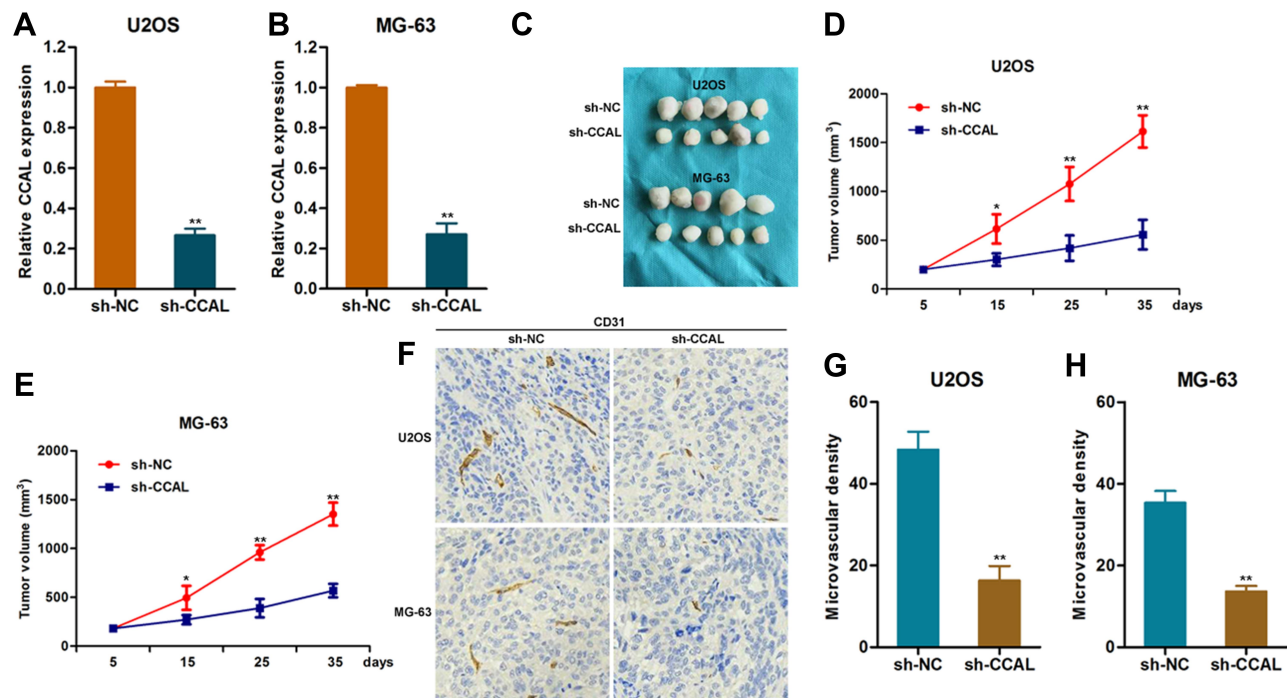 A
U2OS
Relative CCAL expression
1.2
1.0
0.8
0.6
0.4
0.2
0.0
**
sh-NC
sh-CCAL
B
MG-63
Relative CCAL expression
1.2
1.0
0.8
0.6
0.4
0.2
0.0
**
sh-NC
sh-CCAL
C
U2OS
sh-NC
sh-CCAL
MG-63
sh-NC
sh-CCAL
D
U2OS
Tumor volume (mm³)
2000
1500
1000
500
0
sh-NC
sh-CCAL
*
**
**
5 15 25 35 days
E
MG-63
Tumor volume (mm³)
2000
1500
1000
500
0
sh-NC
sh-CCAL
*
**
**
5 15 25 35 days
F
CD31
sh-NC sh-CCAL
U2OS
MG-63
G
U2OS
Microvascular density
60
40
20
0
**
sh-NC
sh-CCAL
H
MG-63
Microvascular density
60
40
20
0
**
sh-NC
sh-CCAL